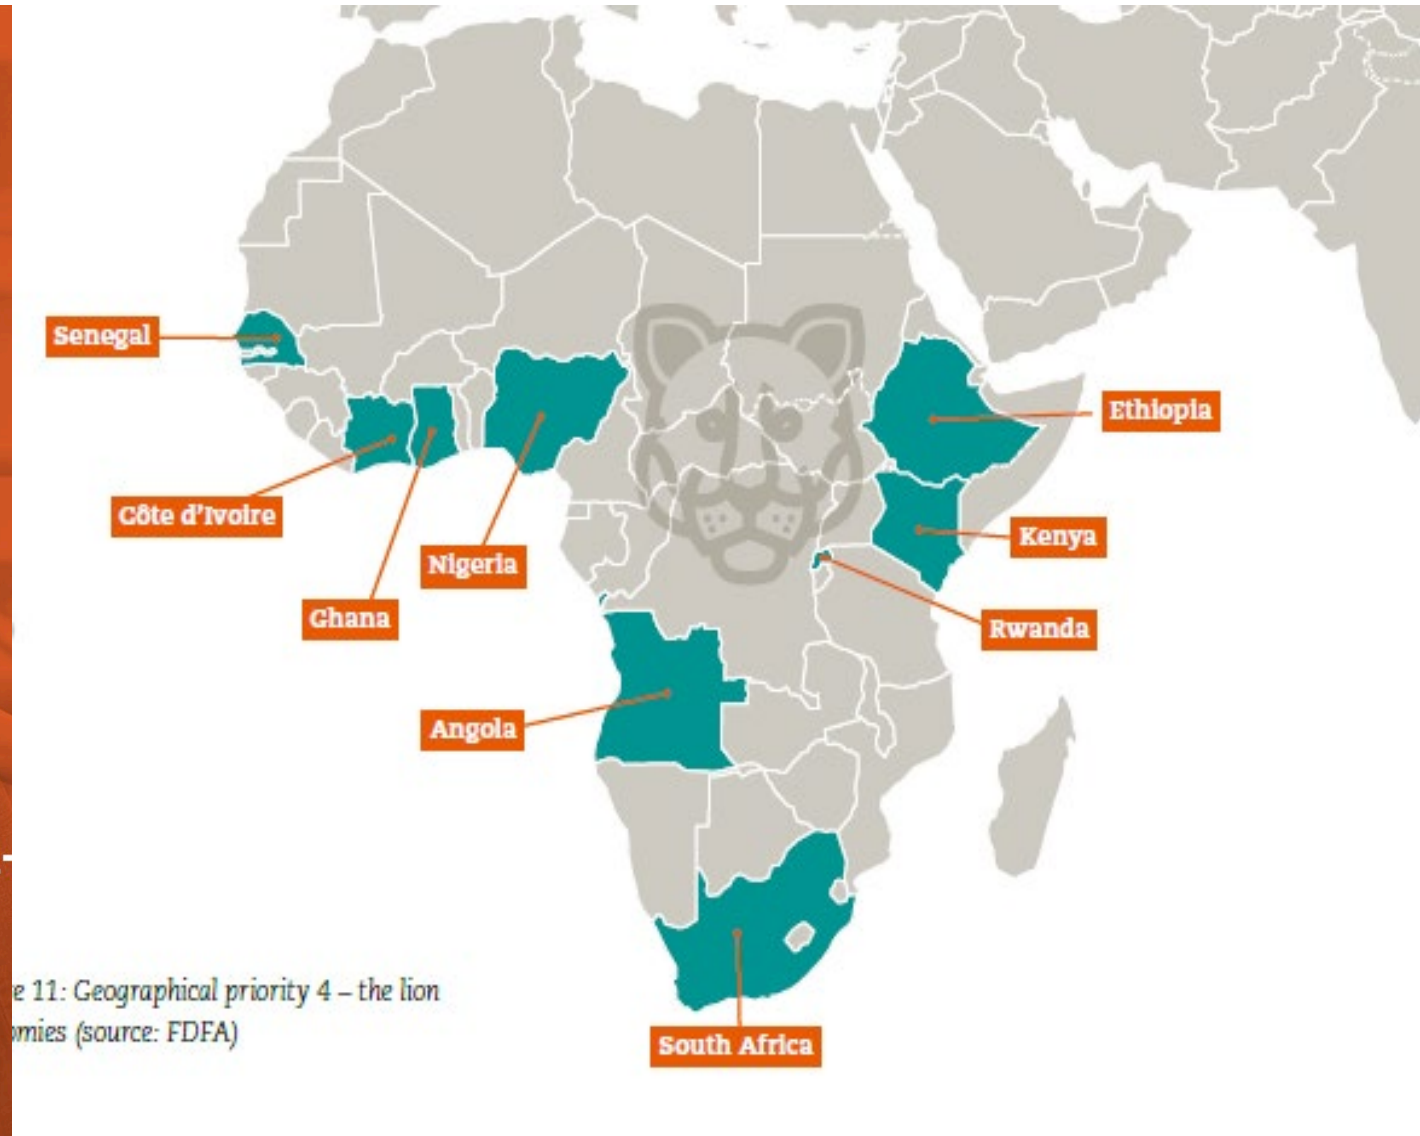 Senegal
Ethiopia
Côte d'Ivoire
Kenya
Nigeria
Ghana
Rwanda
Angola
11: Geographical priority 4 – the lion
(source: FDFA)
South Africa